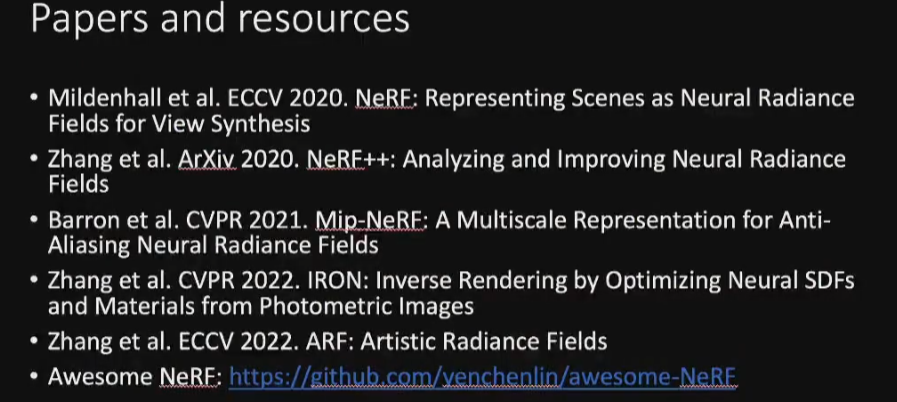 Papers and resources
• Mildenhall et al. ECCV 2020. NeRF: Representing Scenes as Neural Radiance
Fields for View Synthesis
• Zhang et al. ArXiv 2020. NeRF++: Analyzing and Improving Neural Radiance
Fields
• Barron et al. CVPR 2021. Mip-NeRF: A Multiscale Representation for Anti-
Aliasing Neural Radiance Fields
• Zhang et al. CVPR 2022. IRON: Inverse Rendering by Optimizing Neural SDFs
and Materials from Photometric Images
• Zhang et al. ECCV 2022. ARF: Artistic Radiance Fields
• Awesome NeRF: https://github.com/yenchenlin/awesome-NeRF